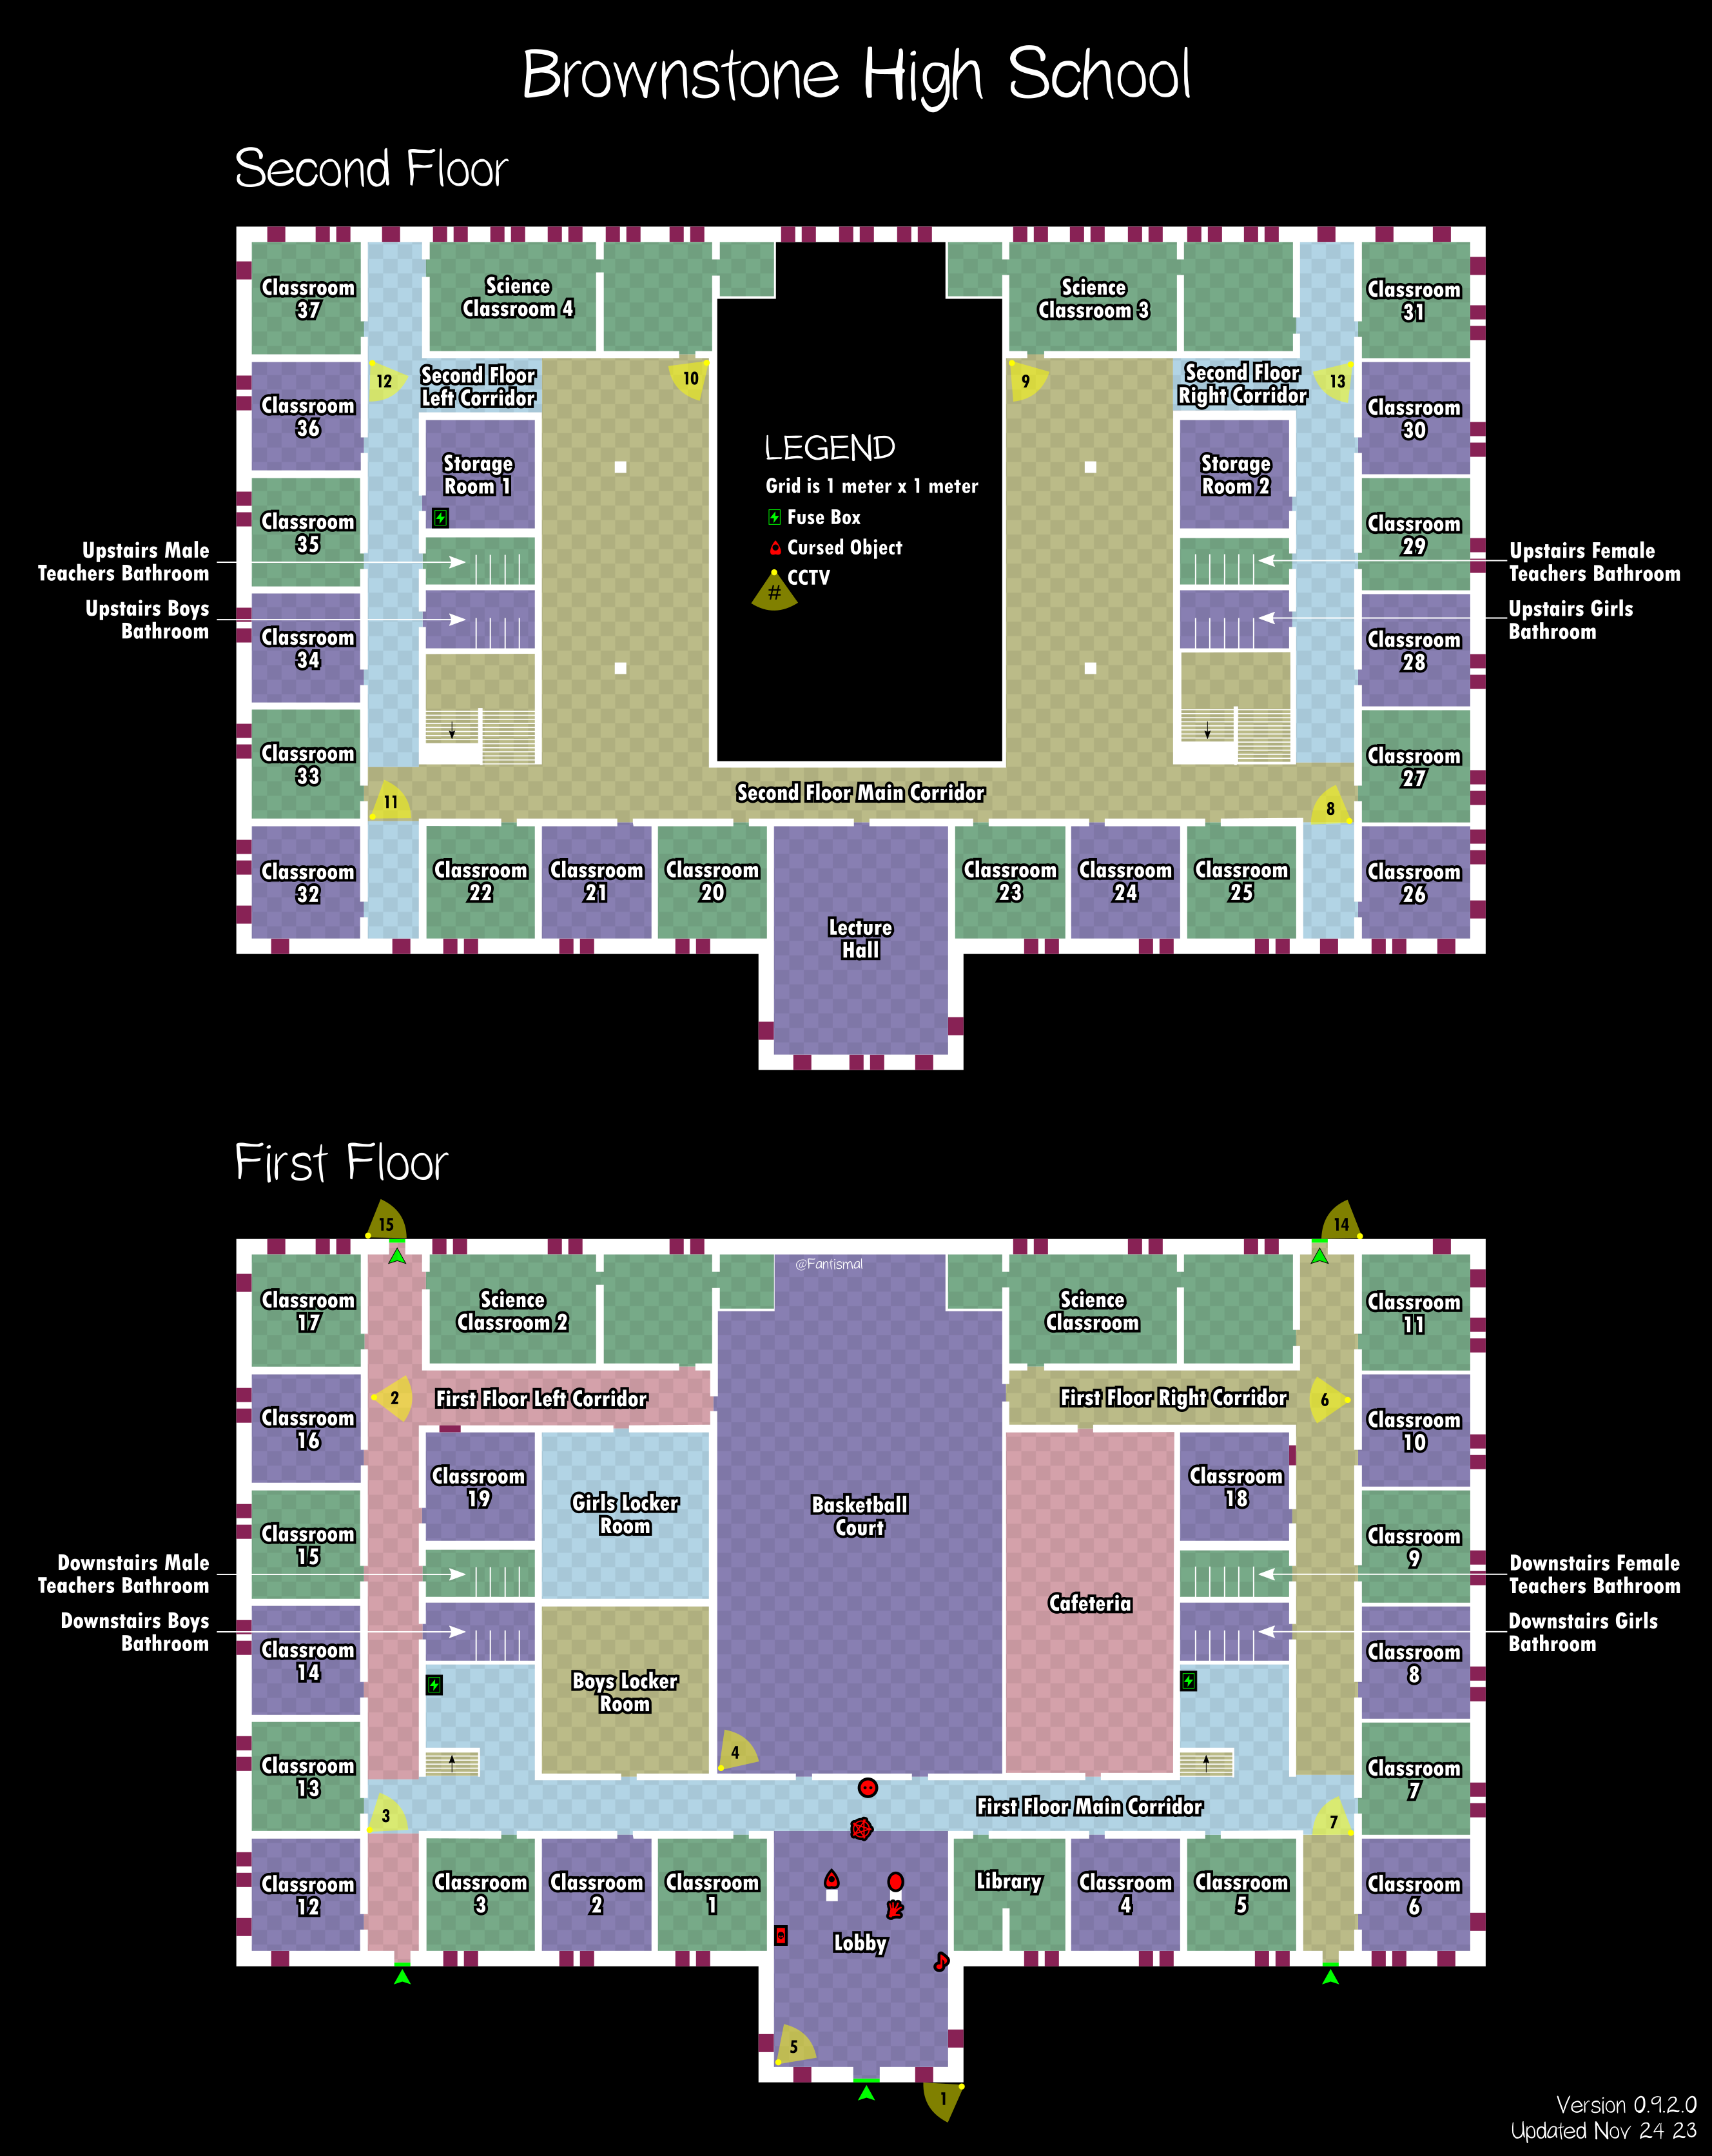 Brownstone High School
Second Floor
Classroom
37
Science
Classroom 4
Science
Classroom 3
Classroom
31
12
Second Floor
Left Corridor
10
9
Second Floor
Right Corridor
13
Classroom
36
Classroom
30
LEGEND
Grid is 1 meter x 1 meter
Fuse Box
Cursed Object
CCTV
#
Storage
Room 1
Storage
Room 2
Classroom
35
Classroom
29
Upstairs Male
Teachers Bathroom
Upstairs Female
Teachers Bathroom
Upstairs Boys
Bathroom
Upstairs Girls
Bathroom
Classroom
34
Classroom
28
Classroom
33
Classroom
27
11
Second Floor Main Corridor
8
Classroom
32
Classroom
22
Classroom
21
Classroom
20
Lecture
Hall
Classroom
23
Classroom
24
Classroom
25
Classroom
26
First Floor
15
14
@Fantismal
Classroom
17
Science
Classroom 2
Science
Classroom
Classroom
11
2
First Floor Left Corridor
First Floor Right Corridor
6
Classroom
16
Classroom
10
Classroom
19
Girls Locker
Room
Basketball
Court
Classroom
18
Classroom
15
Classroom
9
Downstairs Male
Teachers Bathroom
Downstairs Female
Teachers Bathroom
Cafeteria
Downstairs Boys
Bathroom
Downstairs Girls
Bathroom
Classroom
14
Classroom
8
Boys Locker
Room
4
Classroom
13
Classroom
7
3
First Floor Main Corridor
7
Classroom
12
Classroom
3
Classroom
2
Classroom
1
Lobby
Library
Classroom
4
Classroom
5
Classroom
6
5
1
Version 0.9.2.0
Updated Nov 24 23